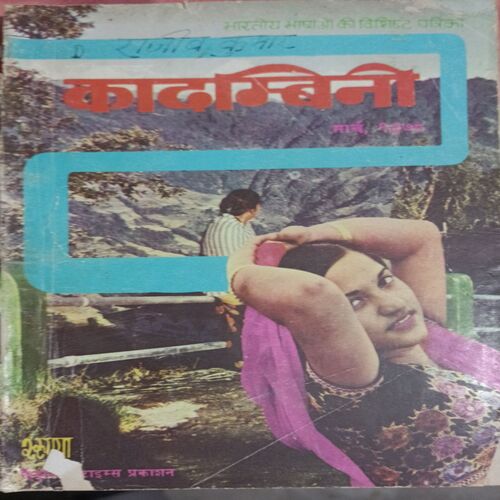 भारतीय भाषाओं की विशिष्ट पत्रिका
राजीव कुमार
कादम्बिनी
मार्च,
टाइम्स प्रकाशन